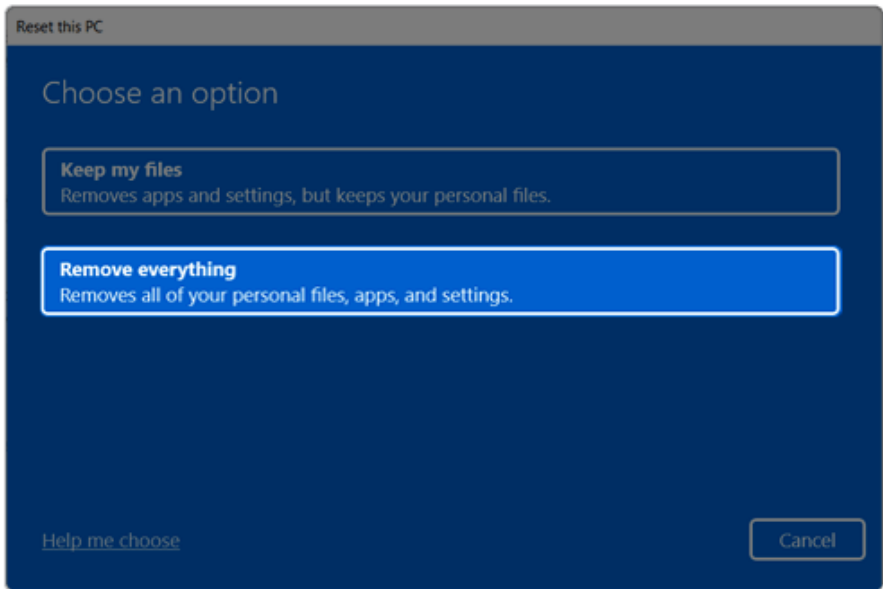 Reset this PC
Choose an option
Keep my files
Removes apps and settings, but keeps your personal files.
Remove everything
Removes all of your personal files, apps, and settings.
Help me choose
Cancel